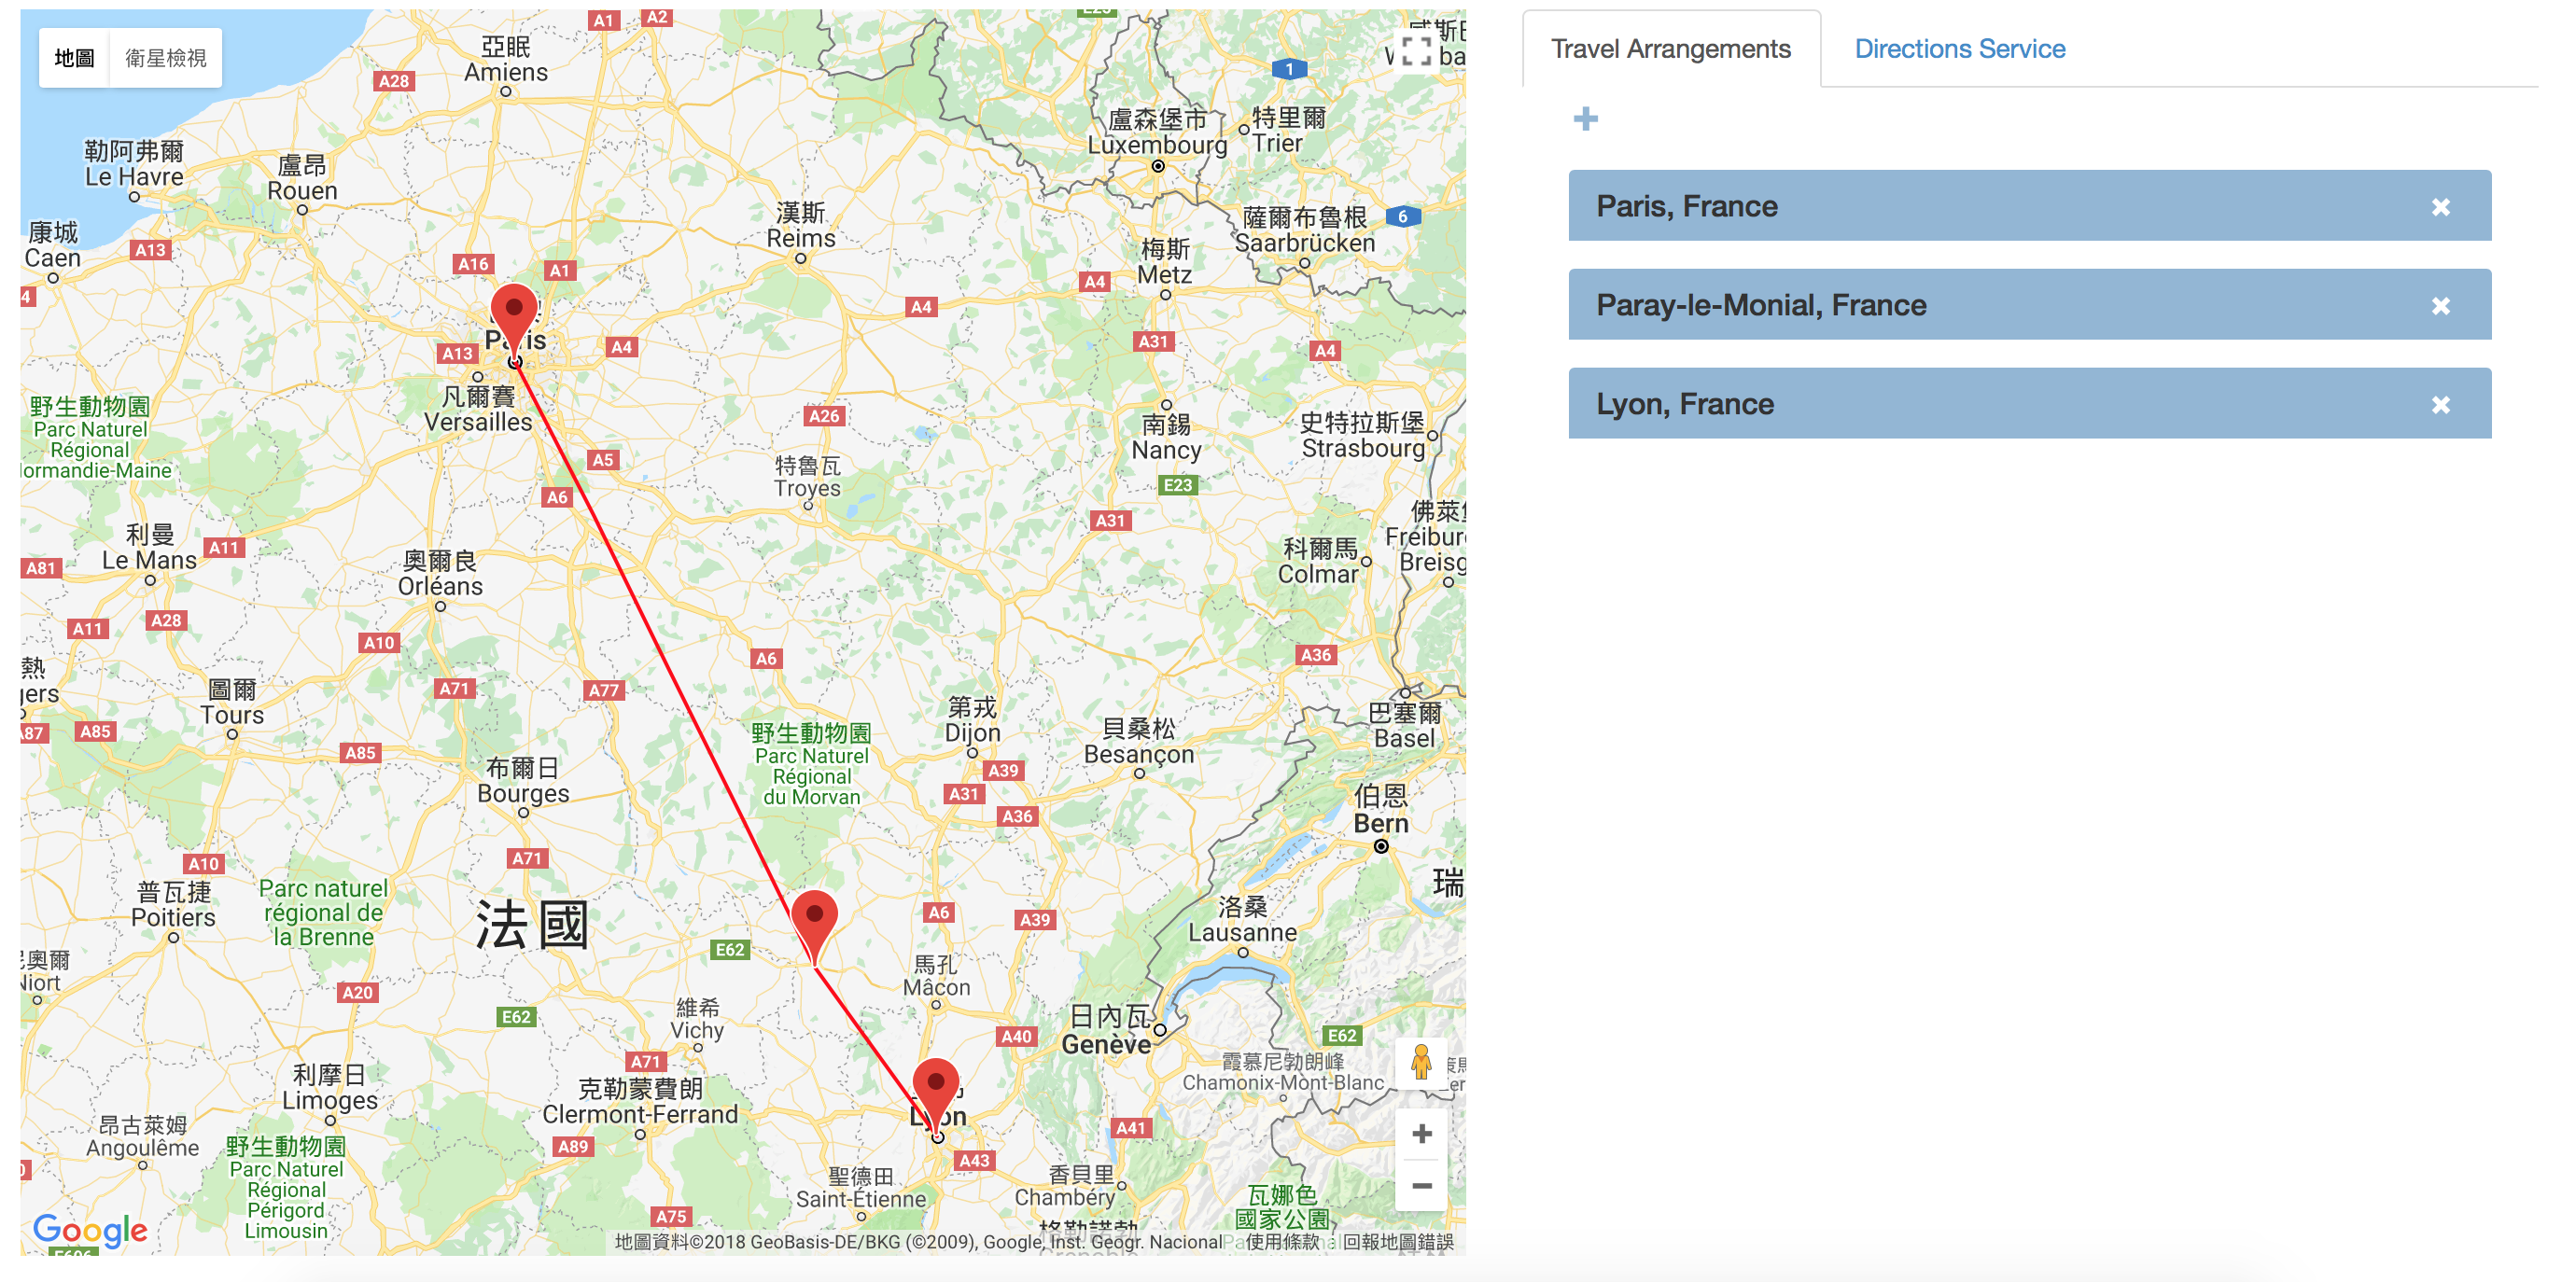 地圖
衛星檢視
A1
A2
亞眠
Amiens
A28
1
盧森堡市
Luxembourg
特里爾
Trier
勒阿弗爾
Le Havre
盧昂
Rouen
漢斯
Reims
薩爾布魯根
Saarbrücken
6
康城
Caen
A13
A16
A1
梅斯
Metz
A4
A4
4
Paris
A13
A4
A31
A4
凡爾賽
Versailles
野生動物園
Parc Naturel
Régional
A26
南錫
Nancy
史特拉斯堡
Strasbourg
A5
特魯瓦
Troyes
A6
E23
A31
利曼
Le Mans
A11
奧爾良
Orléans
科爾馬
Colmar
A81
A11
A28
A10
A6
A36
圖爾
Tours
A71
A77
A85
A85
第戎
Dijon
貝桑松
Besançon
巴塞爾
Basel
野生動物園
Parc Naturel
Régional
du Morvan
布爾日
Bourges
A39
A31
A36
伯恩
Bern
A10
A71
普瓦捷
Poitiers
Parc naturel
régional de
la Brenne
法國
瑞
A6
A39
洛桑
Lausanne
E62
馬孔
Mâcon
A20
E62
維希
Vichy
日內瓦
Genève
A40
E62
霞慕尼勃朗峰
Chamonix-Mont-Blanc
A71
利摩日
Limoges
克勒蒙費朗
Clermont-Ferrand
Lyon
昂古萊姆
Angoulême
A89
A41
A43
野生動物園
Parc Naturel
Régional
Périgord
Limousin
聖德田
Saint-Étienne
香貝里
Chambéry
瓦娜色
國家公園
A75
Google
地圖資料©2018 GeoBasis-DE/BKG (©2009), Google, Inst. Geogr. Nacional
使用條款
回報地圖錯誤
Travel Arrangements
Directions Service
Paris, France
Paray-le-Monial, France
Lyon, France